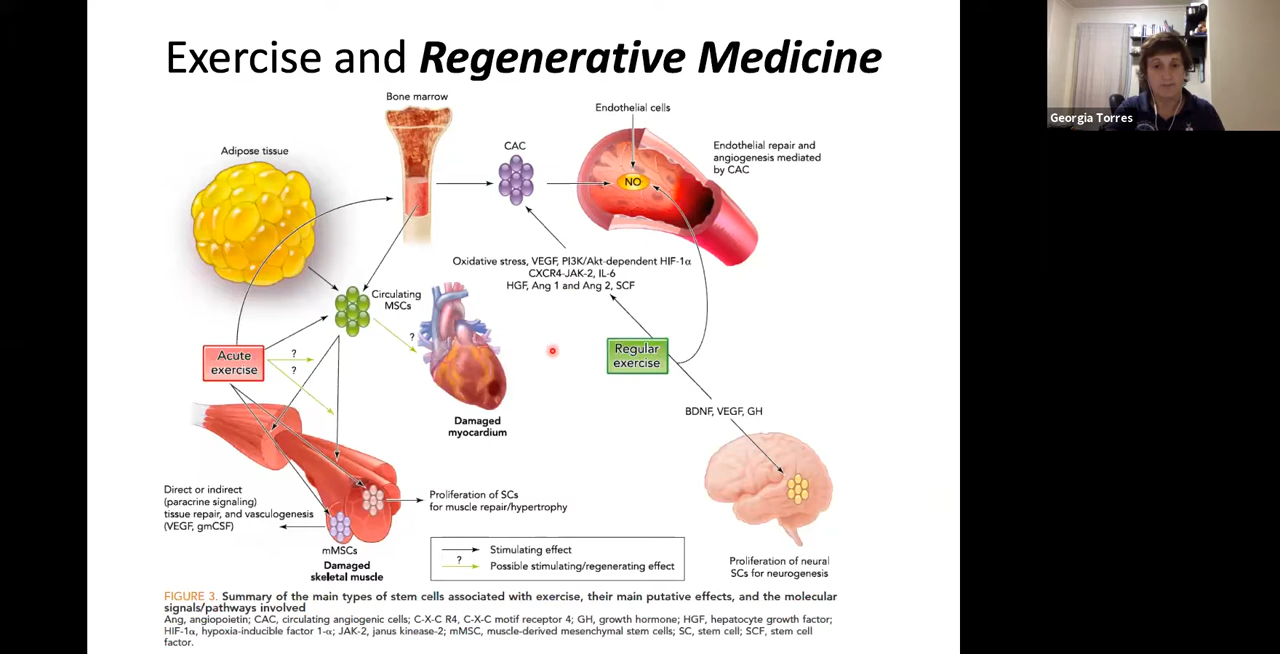 Exercise and Regenerative Medicine
Georgia Torres
Bone marrow
Endothelial cells
CAC
Adipose tissue
Endothelial repair and
angiogenesis mediated
by CAC
NO
Oxidative stress, VEGF, PI3K/Akt-dependent HIF-1α
CXCR4-JAK-2, IL-6
HGF, Ang 1 and Ang 2, SCF
Circulating
MSCs
?
Acute
exercise
?
?
Regular
exercise
Damaged
myocardium
BDNF, VEGF, GH
Direct or indirect
(paracrine signaling)
tissue repair, and vasculogenesis
(VEGF, gmCSF)
Proliferation of SCs
for muscle repair/hypertrophy
mMSCs
Damaged
skeletal muscle
Stimulating effect
?
Possible stimulating/regenerating effect
Proliferation of neural
SCs for neurogenesis
FIGURE 3. Summary of the main types of stem cells associated with exercise, their main putative effects, and the molecular
signals/pathways involved
Ang, angiopoietin; CAC, circulating angiogenic cells; C-X-C R4, C-X-C motif receptor 4; GH, growth hormone; HGF, hepatocyte growth factor;
HIF-1α, hypoxia-inducible factor 1-α; JAK-2, janus kinase-2; mMSC, muscle-derived mesenchymal stem cells; SC, stem cell; SCF, stem cell
factor.